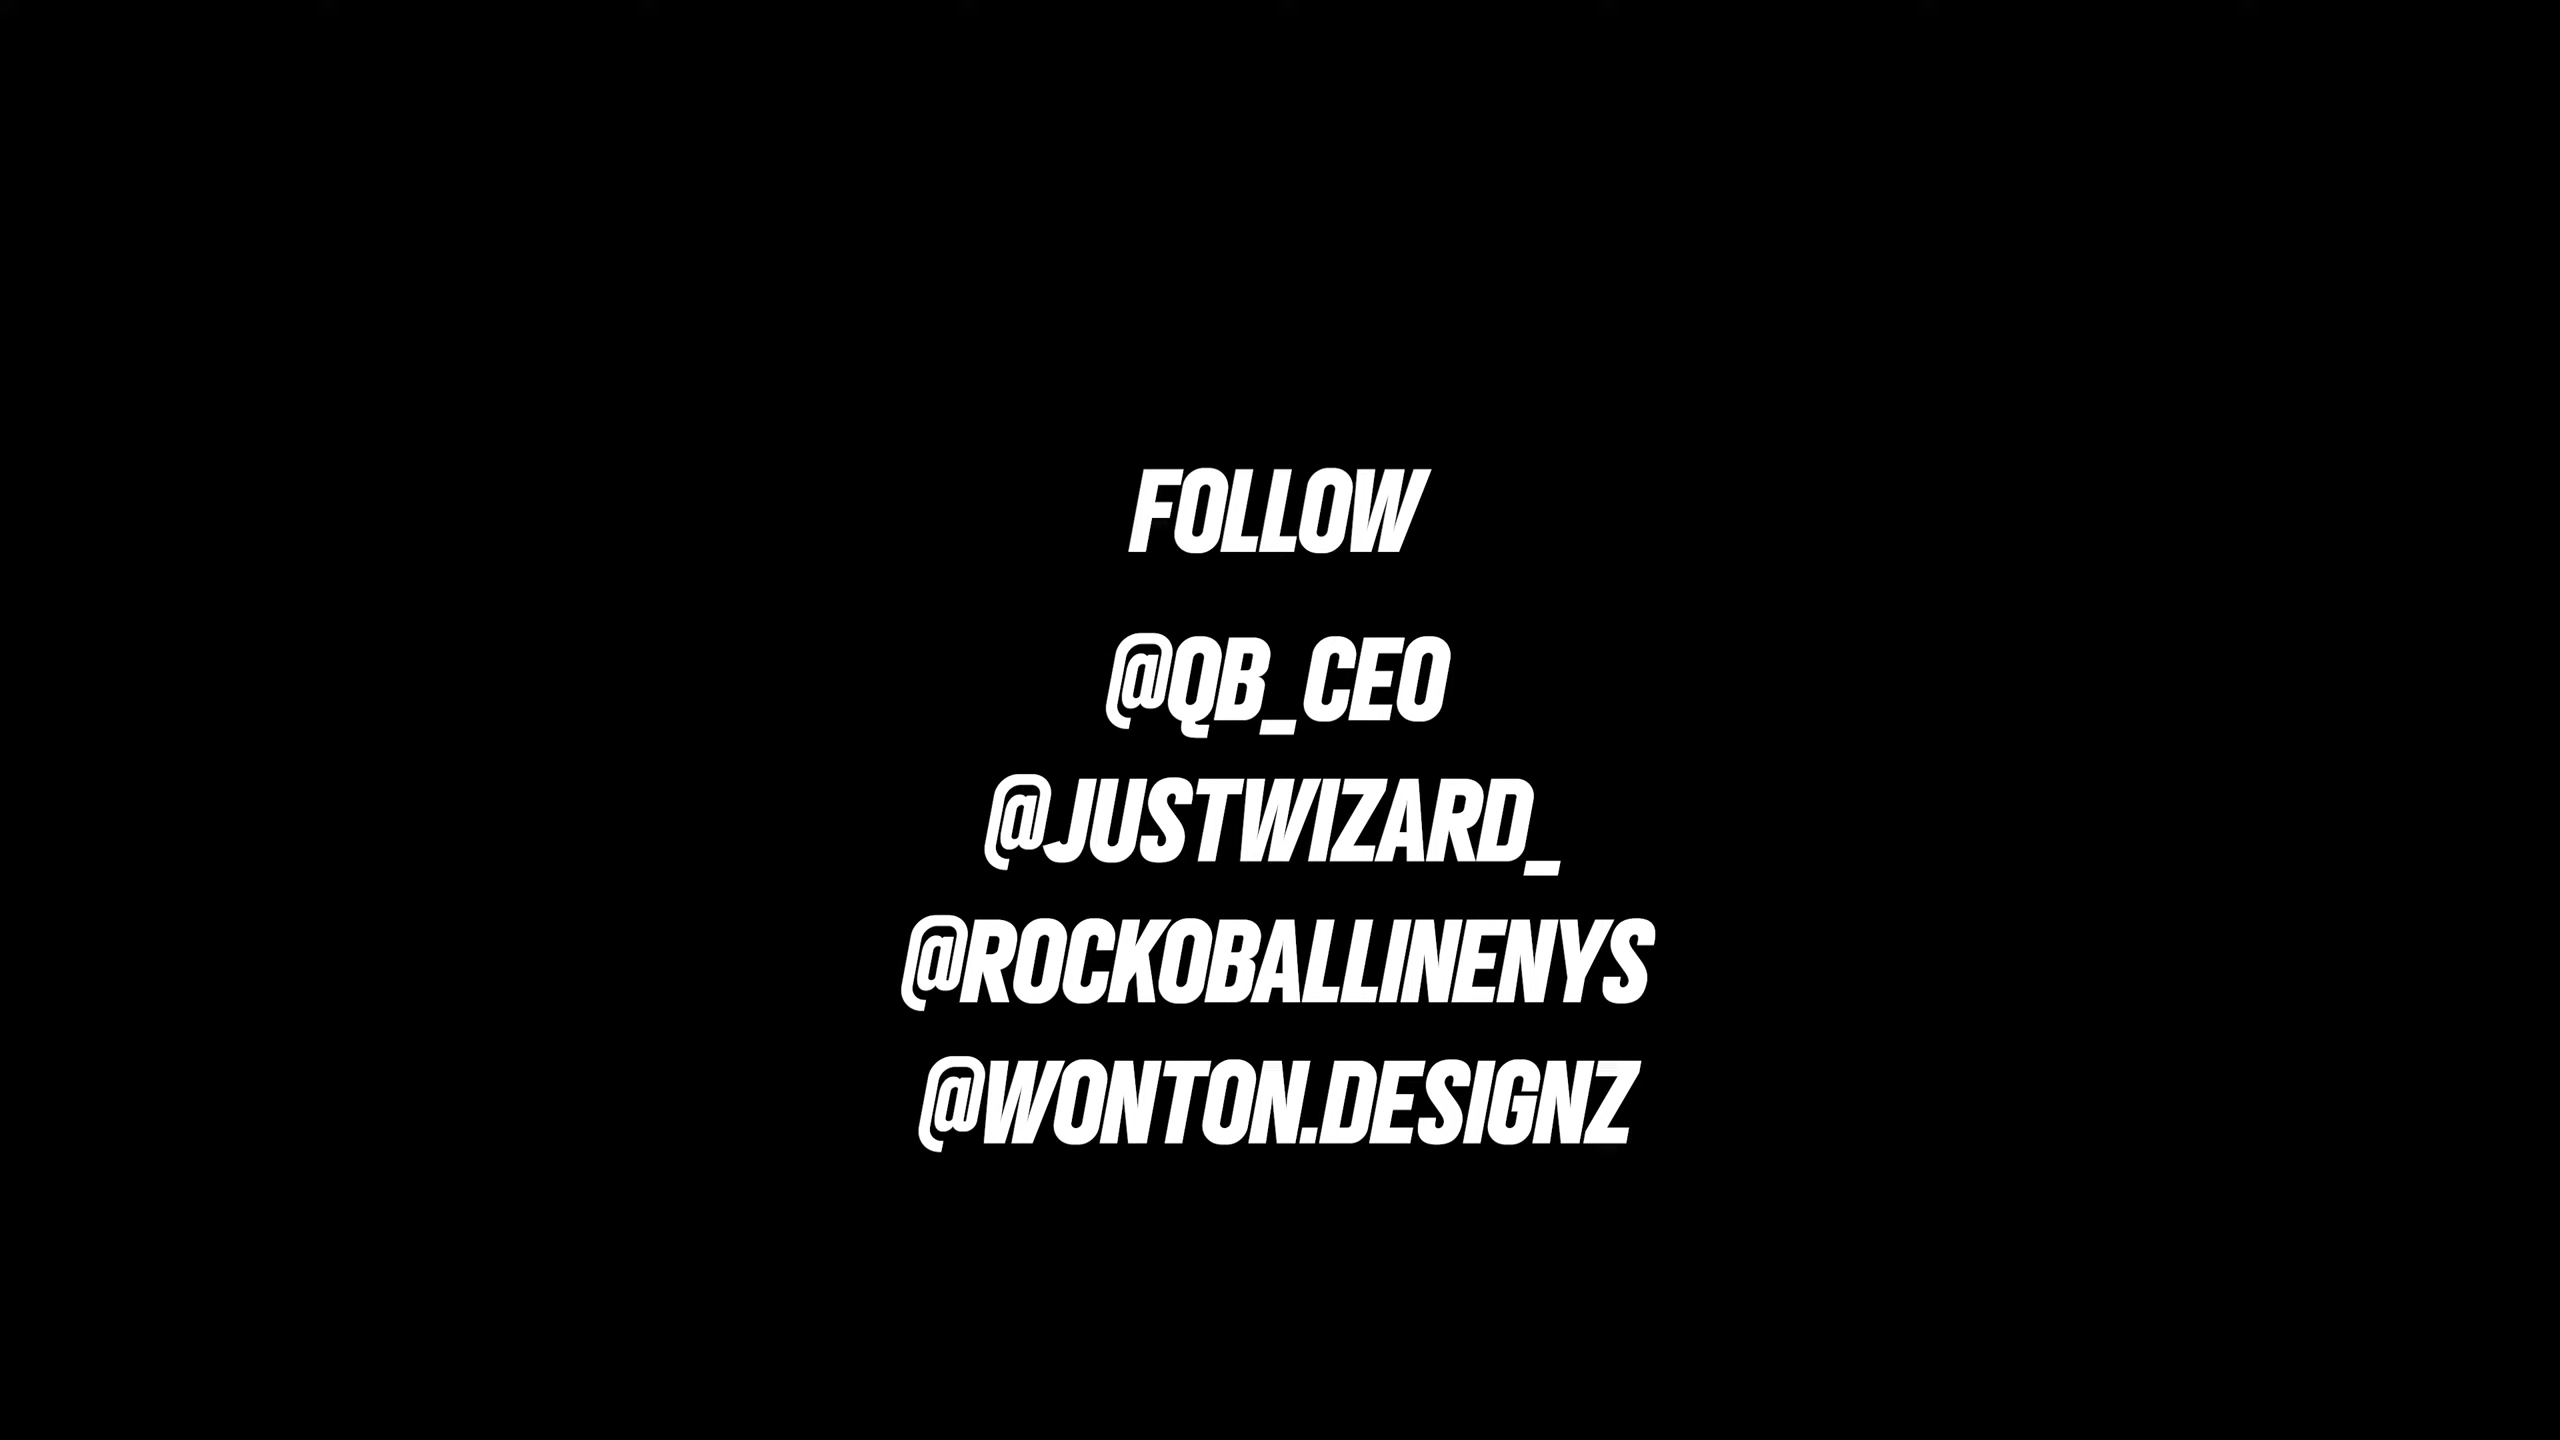 FOLLOW
@QB_CEO
@JUSTWIZARD_
@ROCKOBALLINENYS
@WONTON.DESIGNZ